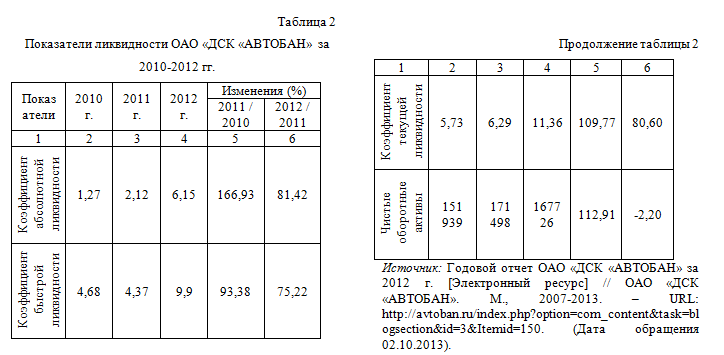 Таблица 2
Показатели ликвидности ОАО «ДСК «АВТОБАН» за
2010-2012 гг.
Показ
атели
2010
г.
2011
г.
2012
г.
Изменения (%)
2011 /
2010
2012 /
2011
1 2 3 4 5 6
Коэффициент
абсолютной
ликвидности
1,27 2,12 6,15 166,93 81,42
Коэффициент
быстрой
ликвидности
4,68 4,37 9,9 93,38 75,22
Продолжение таблицы 2
1 2 3 4 5 6
Коэффициент
текущей
ликвидности
5,73 6,29 11,36 109,77 80,60
Чистые
оборотные
активы
151
939
171
498
1677
26
112,91 -2,20
Источник: Годовой отчет ОАО «ДСК «АВТОБАН» за
2012 г. [Электронный ресурс] // ОАО «ДСК
«АВТОБАН». М., 2007-2013. – URL:
http://avtoban.ru/index.php?option=com_content&task=bl
ogsection&id=3&Itemid=150. (Дата обращения
02.10.2013).